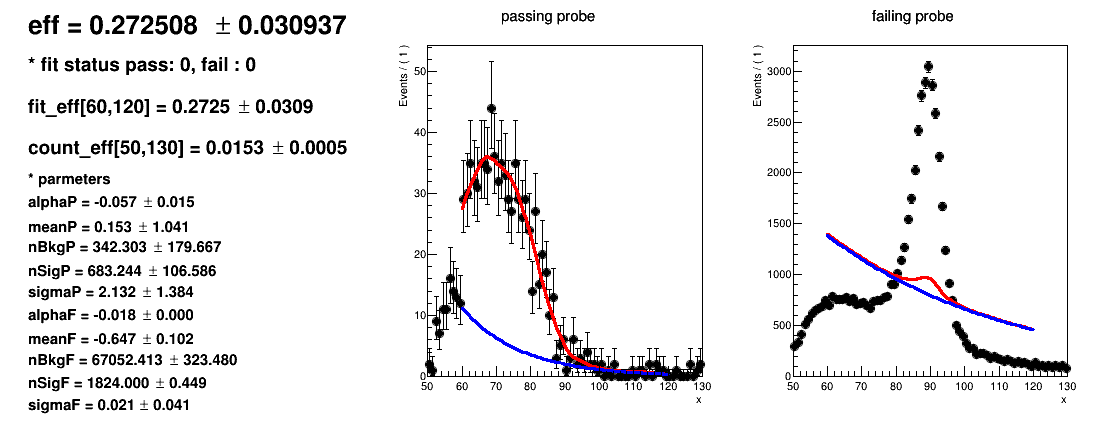 eff = 0.272508 ± 0.030937
* fit status pass: 0, fail : 0
fit_eff[60,120] = 0.2725 ± 0.0309
count_eff[50,130] = 0.0153 ± 0.0005
* parmeters
alphaP = -0.057 ± 0.015
meanP = 0.153 ± 1.041
nBkgP = 342.303 ± 179.667
nSigP = 683.244 ± 106.586
sigmaP = 2.132 ± 1.384
alphaF = -0.018 ± 0.000
meanF = -0.647 ± 0.102
nBkgF = 67052.413 ± 323.480
nSigF = 1824.000 ± 0.449
sigmaF = 0.021 ± 0.041
passing probe
Events / ( 1 )
50
40
30
20
10
0
50 60 70 80 90 100 110 120 130
x
failing probe
Events / ( 1 )
3000
2500
2000
1500
1000
500
0
50 60 70 80 90 100 110 120 130
x